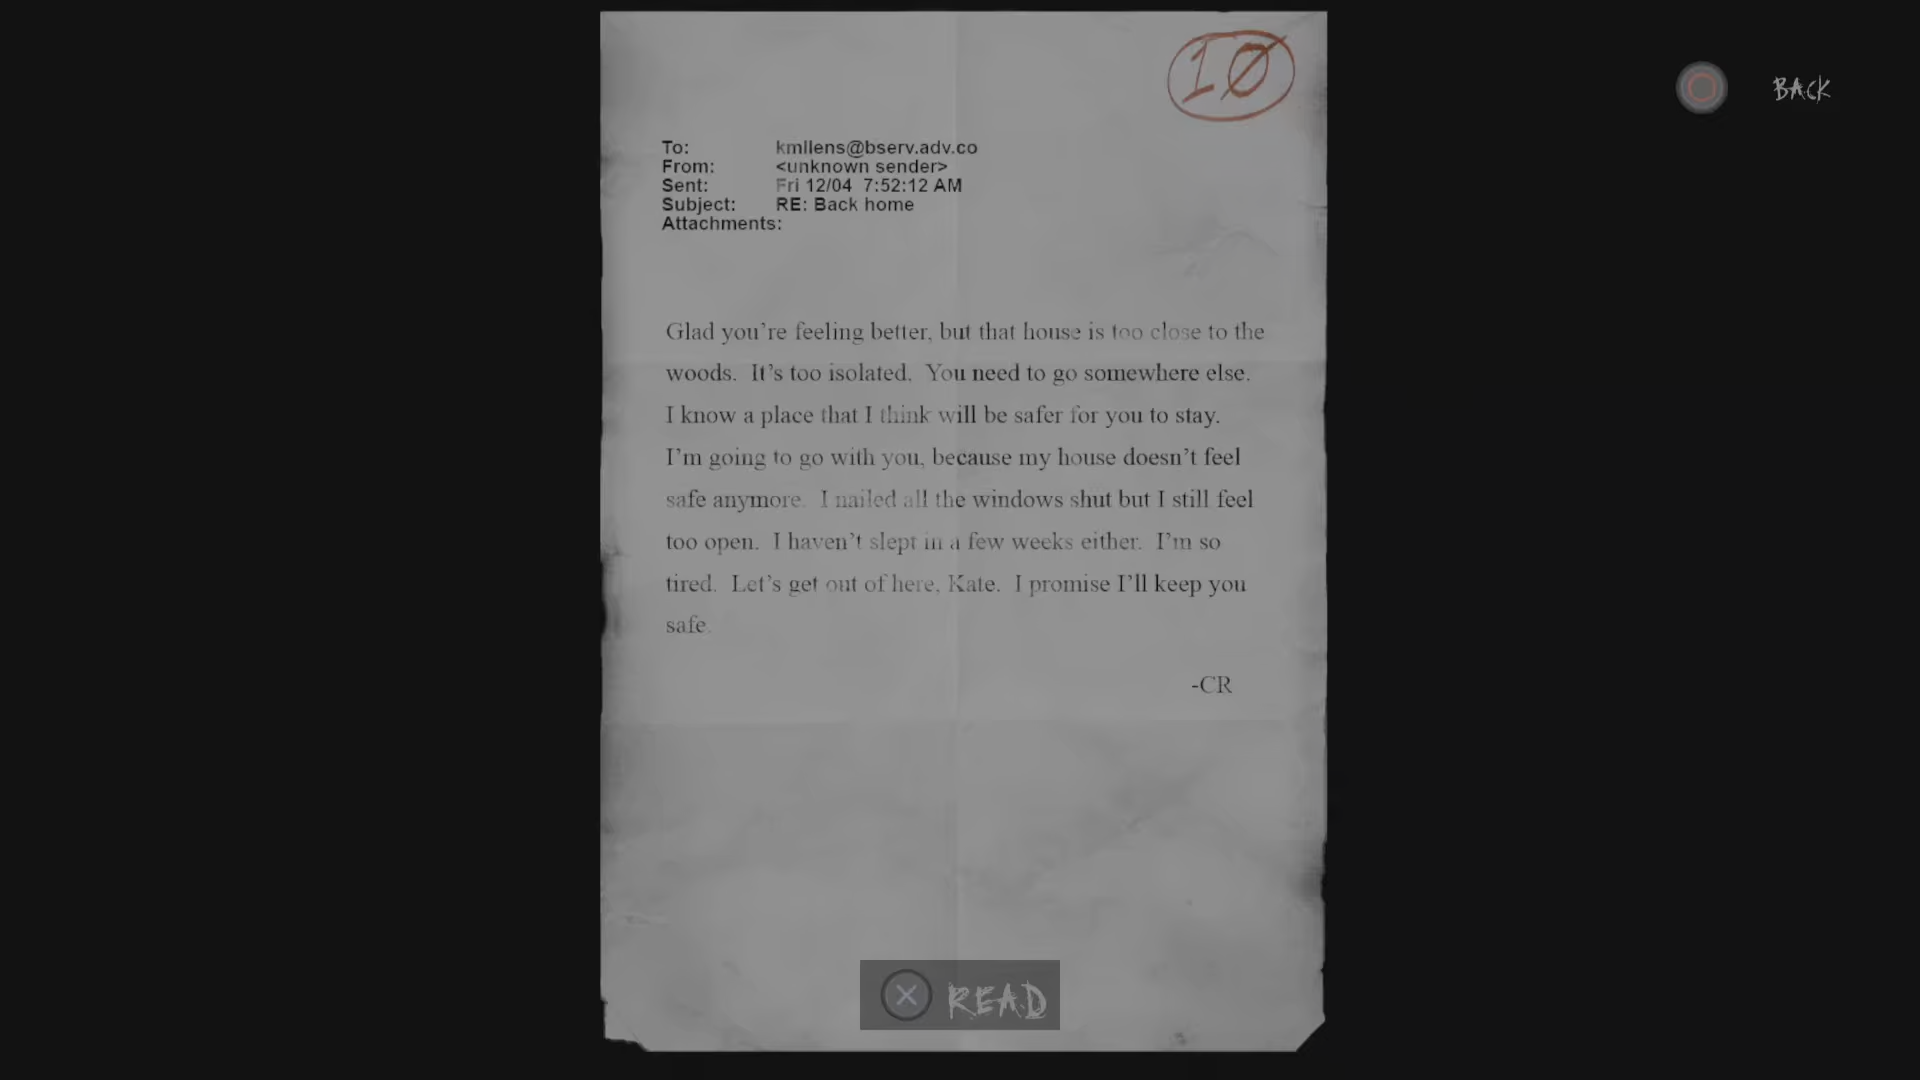 10
To: kmllens@bserv.adv.co
From: <unknown sender>
Sent: Fri 12/04 7:52:12 AM
Subject: RE: Back home
Attachments:
BACK
Glad you're feeling better, but that house is too close to the
woods. It's too isolated. You need to go somewhere else.
I know a place that I think will be safer for you to stay.
I'm going to go with you, because my house doesn't feel
safe anymore. I nailed all the windows shut but I still feel
too open. I haven't slept in a few weeks either. I'm so
tired. Let's get out of here, Kate. I promise I'll keep you
safe.
-CR
READ